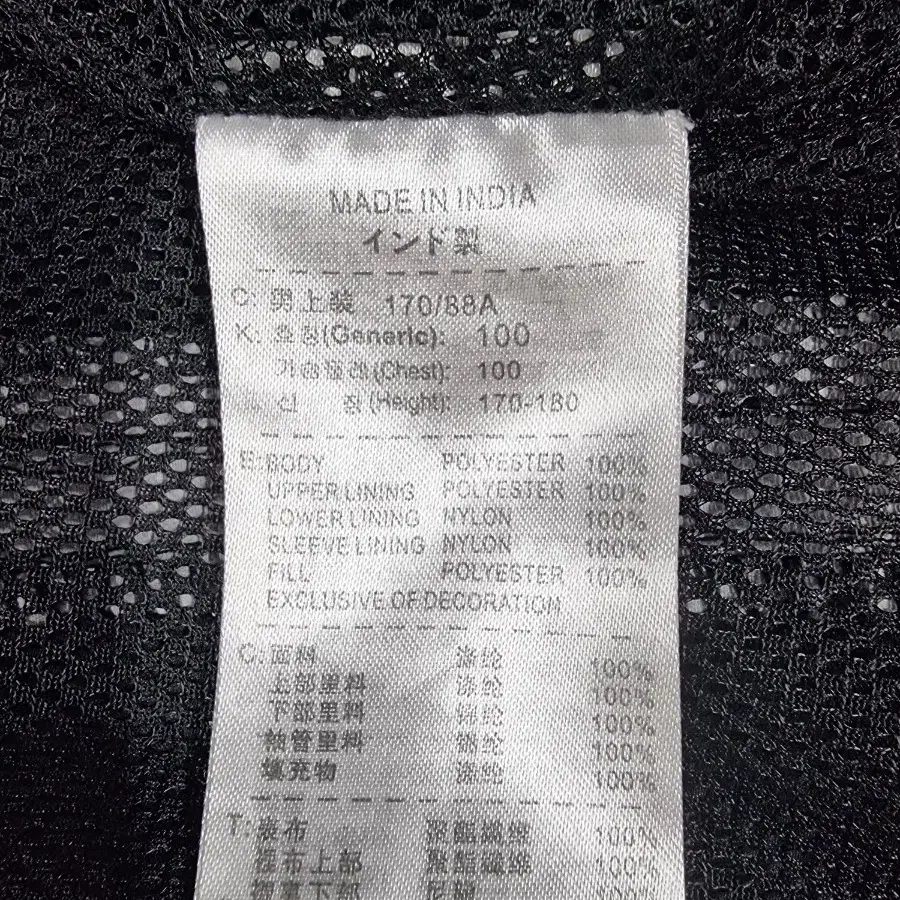 MADE IN INDIA
インド製
C: 男上装 170/88A
K: 호칭(Generic): 100
가슴둘레(Chest): 100
신 장(Height): 170-180
E: BODY POLYESTER 100%
UPPER LINING POLYESTER 100%
LOWER LINING NYLON 100%
SLEEVE LINING NYLON 100%
FILL POLYESTER 100%
EXCLUSIVE OF DECORATION
C: 面料 涤纶 100%
上部里料 涤纶 100%
下部里料 锦纶 100%
袖管里料 锦纶 100%
填充物 涤纶 100%
T: 表布 聚酯纖维 100%
裡布上部 聚酯纖维 100%
下部